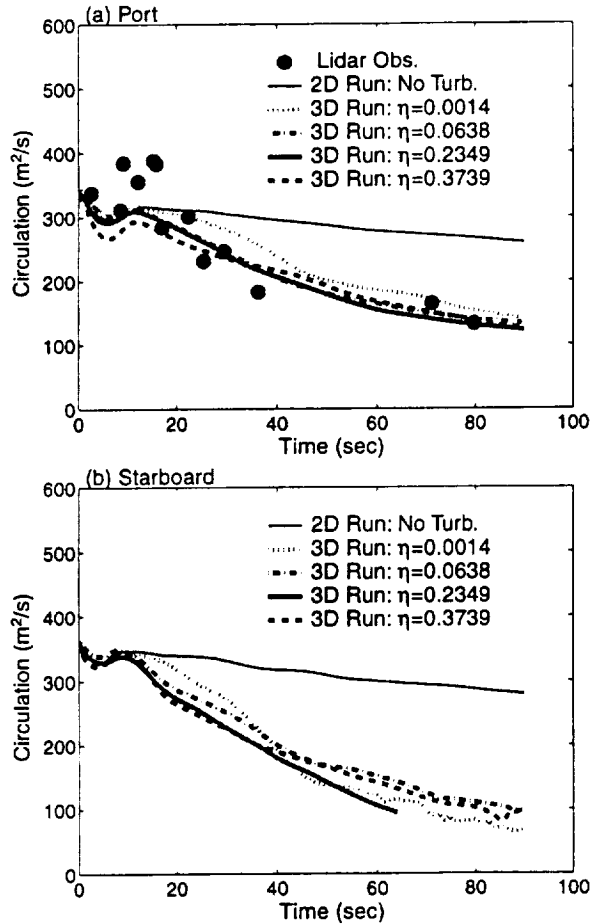 (a) Port
600
500
400
300
200
100
0
Circulation (m²/s)
Lidar Obs.
2D Run: No Turb.
3D Run: η=0.0014
3D Run: η=0.0638
3D Run: η=0.2349
3D Run: η=0.3739
0 20 40 60 80 100
Time (sec)
(b) Starboard
600
500
400
300
200
100
0
Circulation (m²/s)
2D Run: No Turb.
3D Run: η=0.0014
3D Run: η=0.0638
3D Run: η=0.2349
3D Run: η=0.3739
0 20 40 60 80 100
Time (sec)